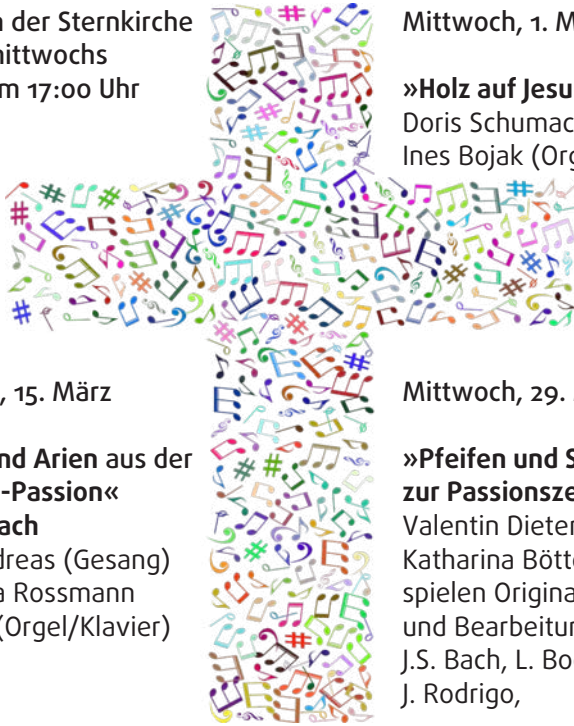 der Sternkirche
ittwochs
m 17:00 Uhr
Mittwoch, 1. M
»Holz auf Jesu
Doris Schumac
Ines Bojak (Org
, 15. März
nd Arien aus der
-Passion«
ach
dreas (Gesang)
a Rossmann
(Orgel/Klavier)
Mittwoch, 29.
»Pfeifen und S
zur Passionsze
Valentin Dieter
Katharina Bött
spielen Origina
und Bearbeitun
J.S. Bach, L. Bo
J. Rodrigo,